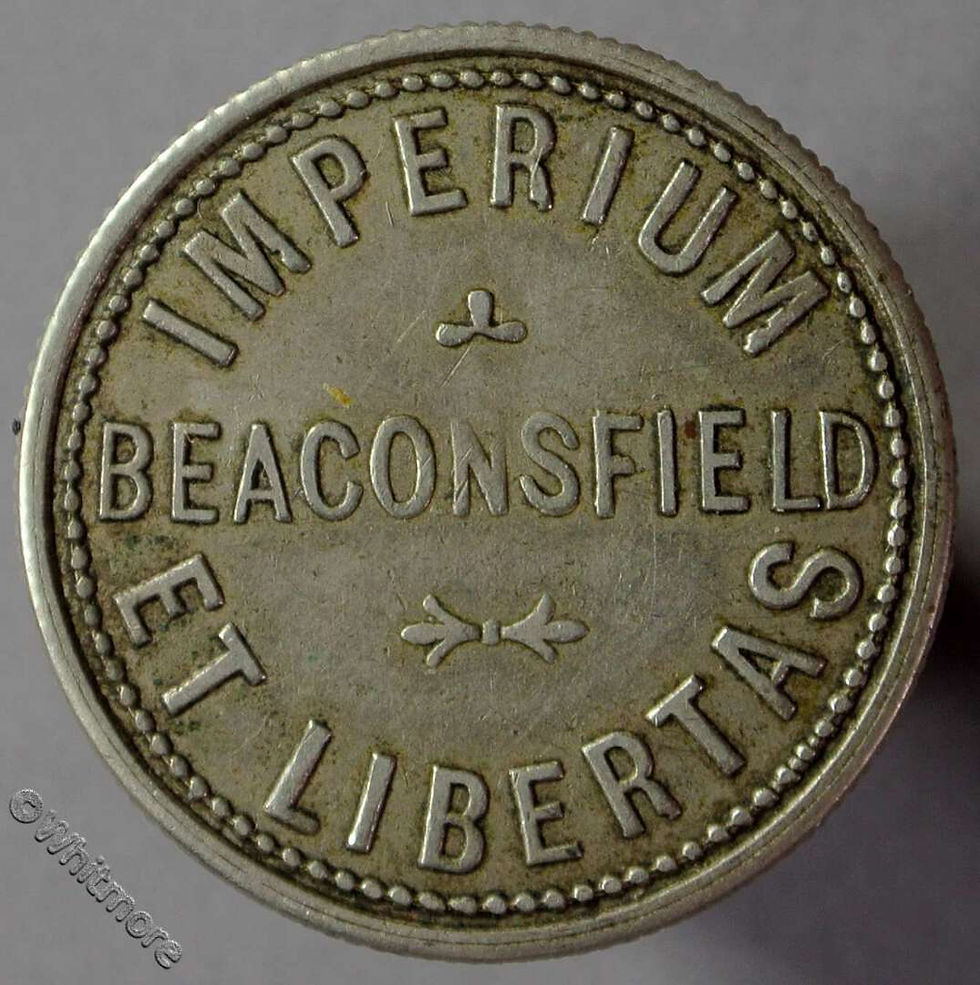 IMPERIUM
BEACONSFIELD
ET LIBERTAS
©Whitmore